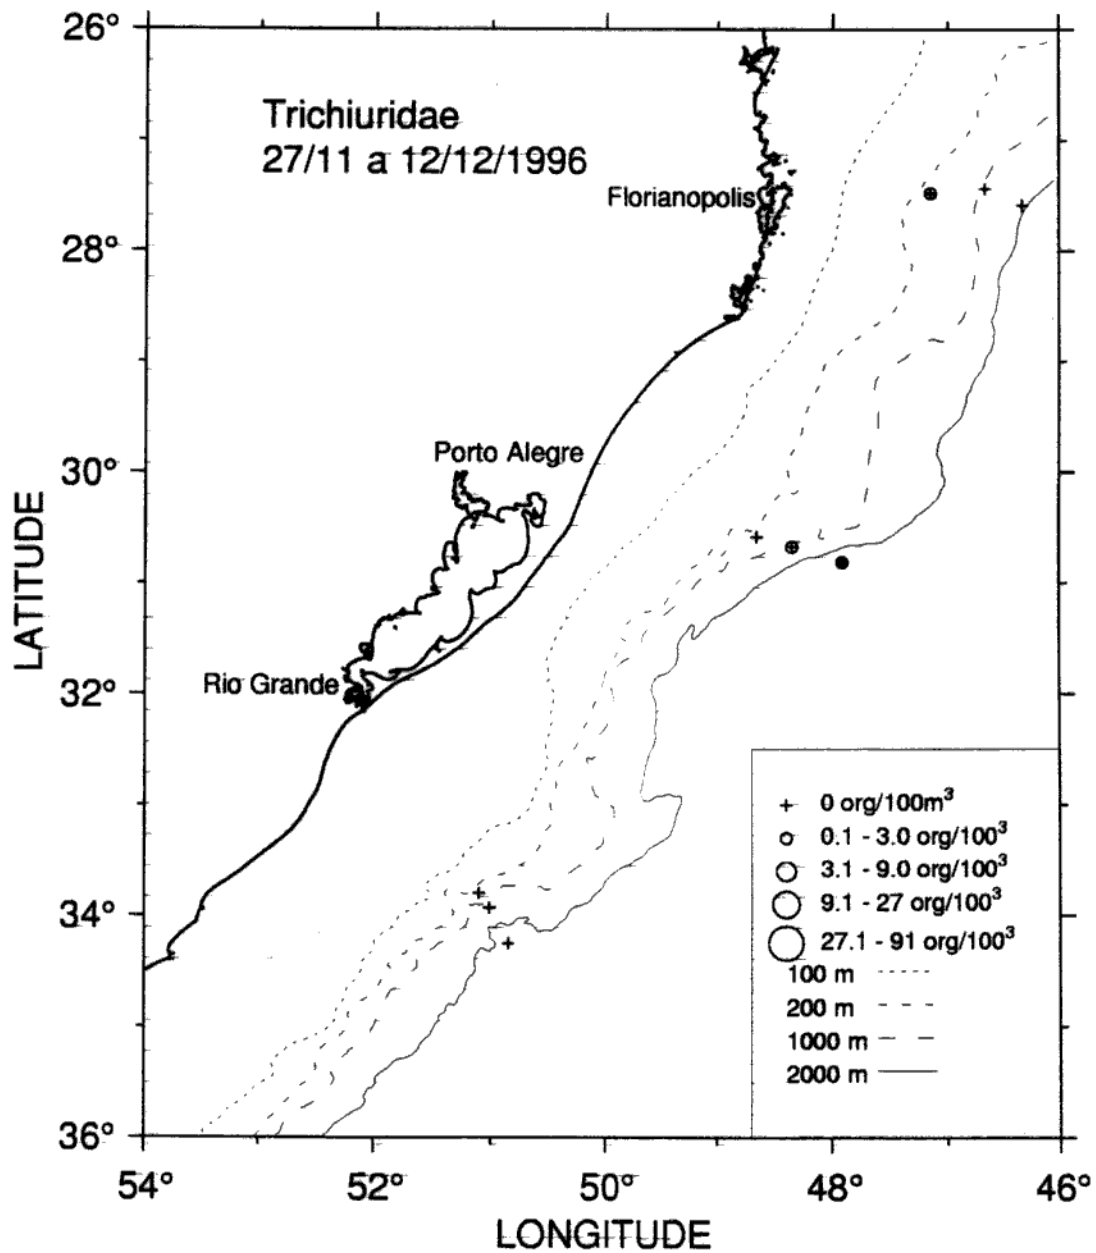 26°
Trichiuridae
27/11 a 12/12/1996
Florianopolis
28°
Porto Alegre
30°
LATITUDE
Rio Grande
32°
0 org/100m³
0.1 - 3.0 org/100³
3.1 - 9.0 org/100³
34°
9.1 - 27 org/100³
27.1 - 91 org/100³
100 m
200 m
1000 m
2000 m
36°
54° 52° 50° 48° 46°
LONGITUDE